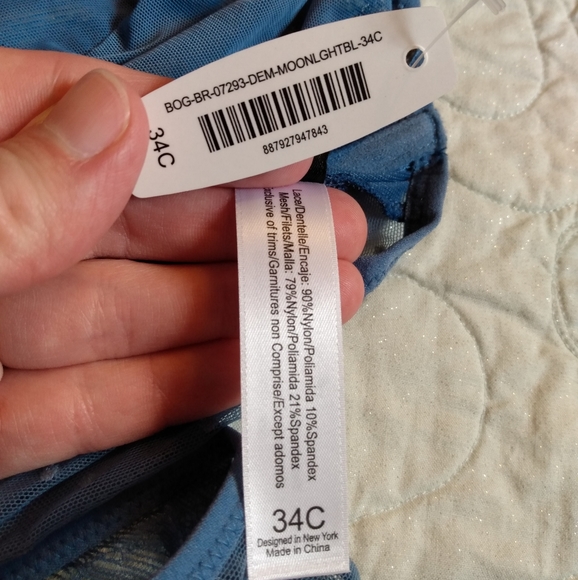 BOG-BR-07293-DEM-MOONLGHTBL-34C
887927947843
34C
Lace/Dentelle/Encaje: 90%Nylon/Poliamida 10%Spandex
Mesh/Filets/Malla: 79%Nylon/Poliamida 21%Spandex
of trims/Garnitures non Comprise/Except adornos
34C
Designed in New York
Made in China